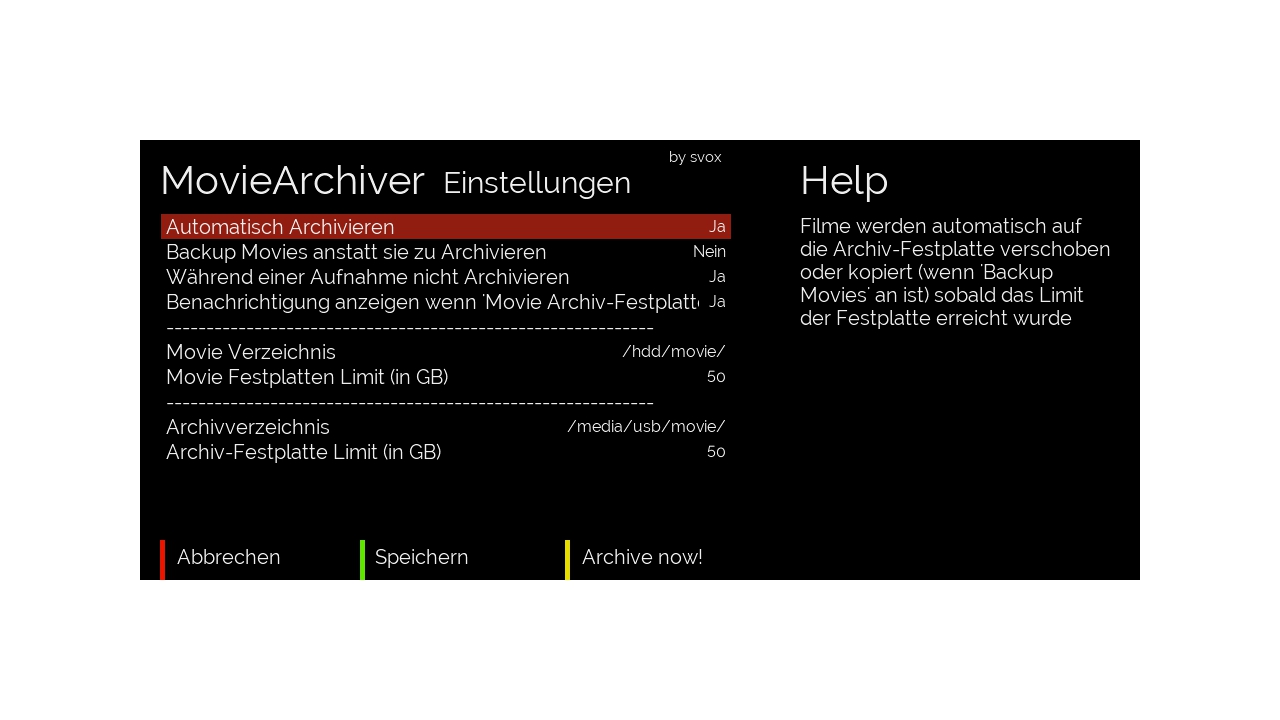 by svox
MovieArchiver Einstellungen
Automatisch Archivieren Ja
Backup Movies anstatt sie zu Archivieren Nein
Während einer Aufnahme nicht Archivieren Ja
Benachrichtigung anzeigen wenn 'Movie Archiv-Festplatte Ja
-------------------------------------------------------------
Movie Verzeichnis /hdd/movie/
Movie Festplatten Limit (in GB) 50
-------------------------------------------------------------
Archivverzeichnis /media/usb/movie/
Archiv-Festplatte Limit (in GB) 50
Abbrechen Speichern Archive now!
Help
Filme werden automatisch auf
die Archiv-Festplatte verschoben
oder kopiert (wenn 'Backup
Movies' an ist) sobald das Limit
der Festplatte erreicht wurde